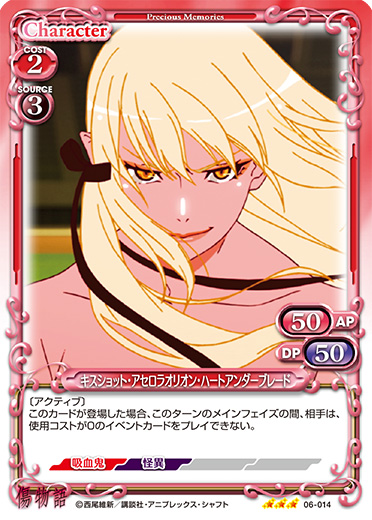 Precious Memories
Character
COST
2
SOURCE
3
50 AP
DP 50
キスショット・アセロラオリオン・ハートアンダーブレード
〔アクティブ〕
このカードが登場した場合、このターンのメインフェイズの間、相手は、
使用コストが0のイベントカードをプレイできない。
吸血鬼 怪異
傷物語 ©西尾維新／講談社・アニプレックス・シャフト 06-014